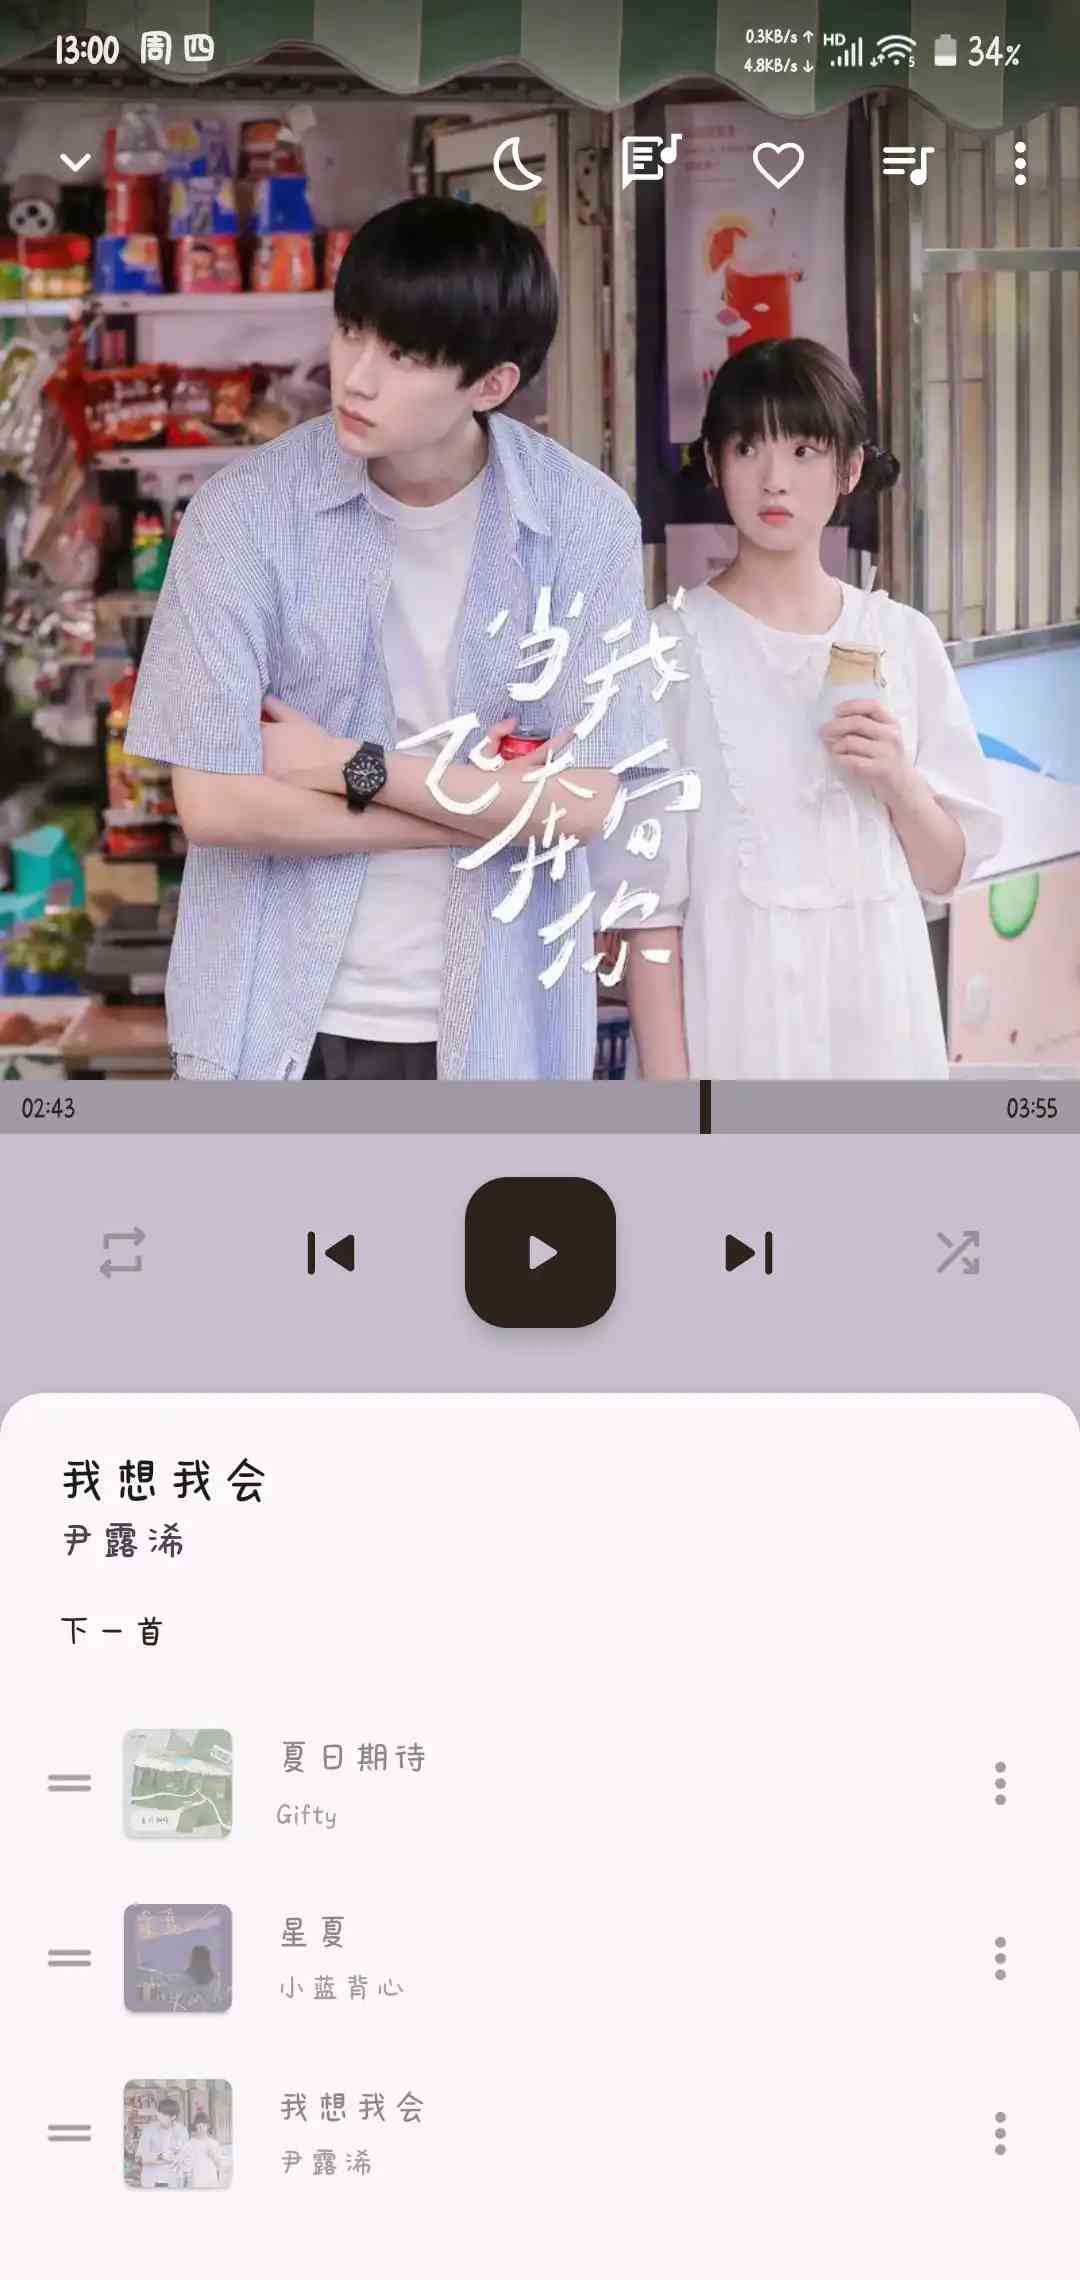 13:00 周四
0.3KB/s ↑
4.8KB/s ↓
HD
5
34%
当我
飞奔向
你
02:43
03:55
我想我会
尹露浠
下一首
夏日期待
Gifty
星夏
小蓝背心
我想我会
尹露浠